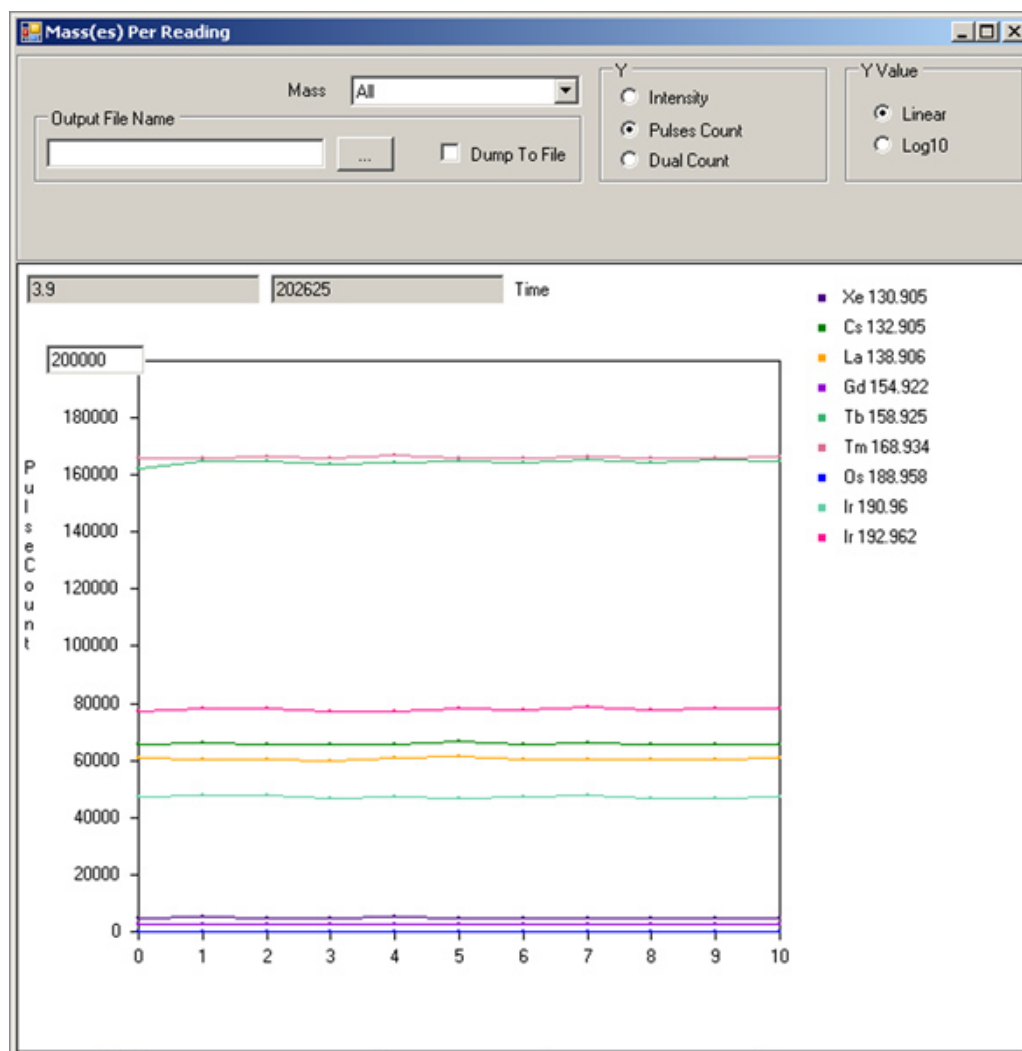 Mass(es) Per Reading
Mass All
Output File Name
... Dump To File
Y
Intensity
Pulses Count
Dual Count
Y Value
Linear
Log10
3.9 202625 Time
Xe 130.905
Cs 132.905
La 138.906
Gd 154.922
Tb 158.925
Tm 168.934
Os 188.958
Ir 190.96
Ir 192.962
PulseCount
200000
180000
160000
140000
120000
100000
80000
60000
40000
20000
0
0 1 2 3 4 5 6 7 8 9 10